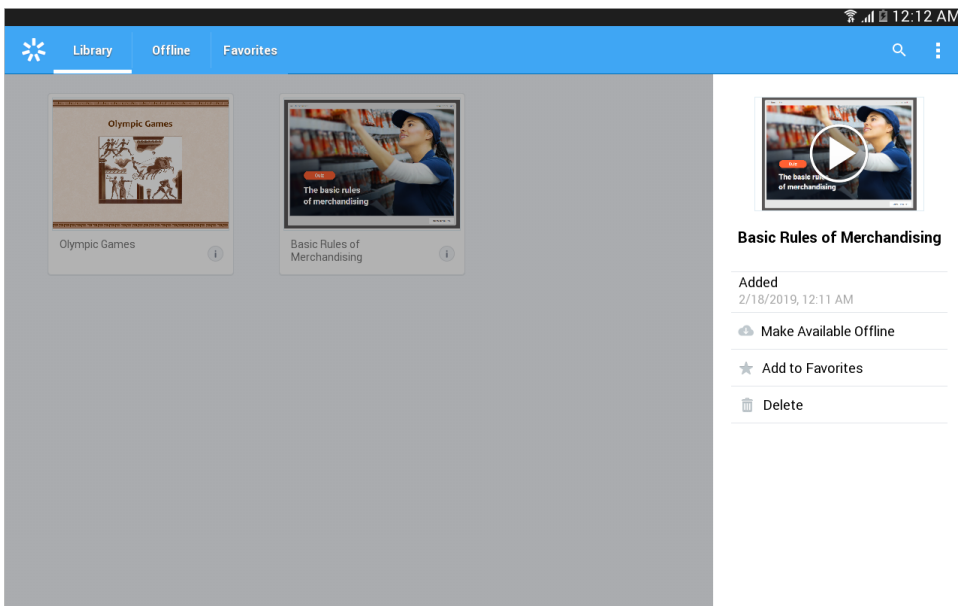 12:12 AM
Library
Offline
Favorites
Olympic Games
Olympic Games
QUIZ
The basic rules
of merchandising
Basic Rules of
Merchandising
QUIZ
The basic rules
of merchandising
Basic Rules of Merchandising
Added
2/18/2019, 12:11 AM
Make Available Offline
Add to Favorites
Delete